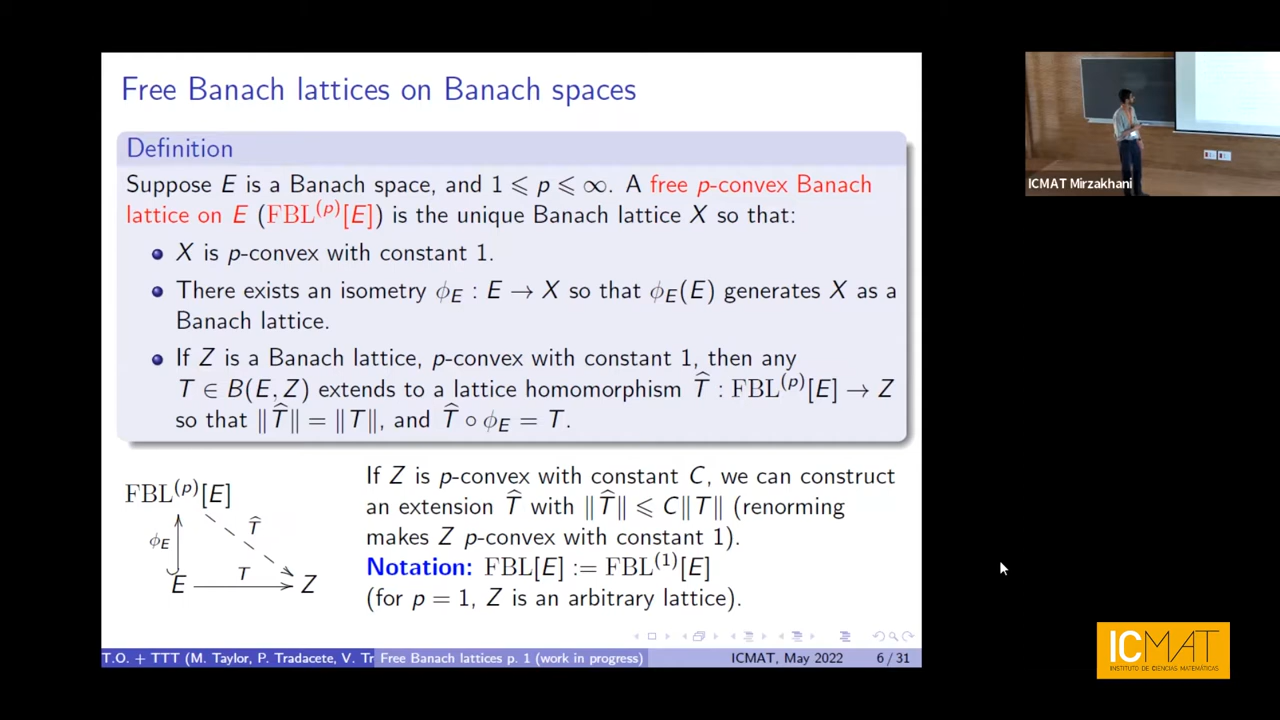 Free Banach lattices on Banach spaces
Definition
Suppose E is a Banach space, and 1 ⩽ p ⩽ ∞. A free p-convex Banach
lattice on E (FBL^(p)[E]) is the unique Banach lattice X so that:
X is p-convex with constant 1.
There exists an isometry ϕ_E : E → X so that ϕ_E(E) generates X as a
Banach lattice.
If Z is a Banach lattice, p-convex with constant 1, then any
T ∈ B(E, Z) extends to a lattice homomorphism T̂ : FBL^(p)[E] → Z
so that ‖T̂‖ = ‖T‖, and T̂ ∘ ϕ_E = T.
FBL^(p)[E]
ϕ_E
T̂
E
T
Z
If Z is p-convex with constant C, we can construct
an extension T̂ with ‖T̂‖ ⩽ C‖T‖ (renorming
makes Z p-convex with constant 1).
Notation: FBL[E] := FBL^(1)[E]
(for p = 1, Z is an arbitrary lattice).
T.O. + TTT (M. Taylor, P. Tradacete, V. Tr
Free Banach lattices p. 1 (work in progress)
ICMAT, May 2022
6 / 31
ICMAT Mirzakhani
ICMAT
INSTITUTO DE CIENCIAS MATEMÁTICAS